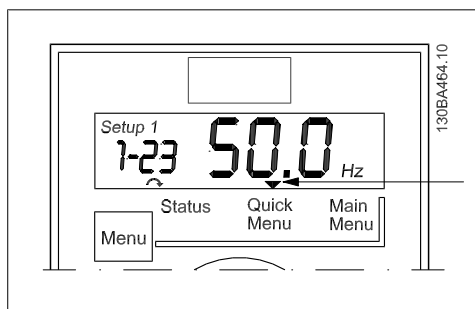 130BA464.10
Setup 1
1-23 50.0 Hz
Status Quick Menu Main Menu
Menu